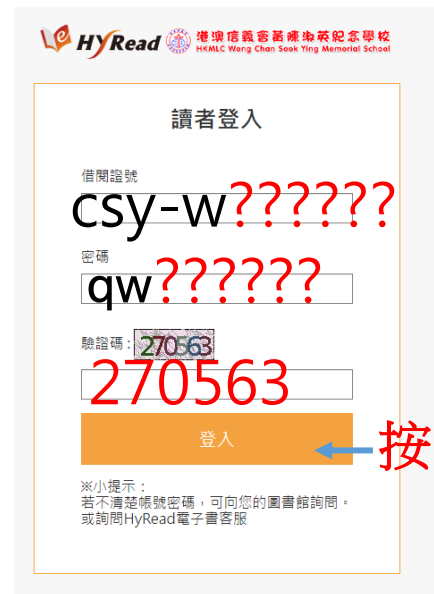 HyRead 港澳信義會黃陳淑英紀念學校
HKMLC Wong Chan Sook Ying Memorial School
讀者登入
借閱證號
csy-w??????
密碼
qw??????
驗證碼: 270563
270563
登入 按
※小提示：
若不清楚帳號密碼，可向您的圖書館詢問。
或詢問HyRead電子書客服